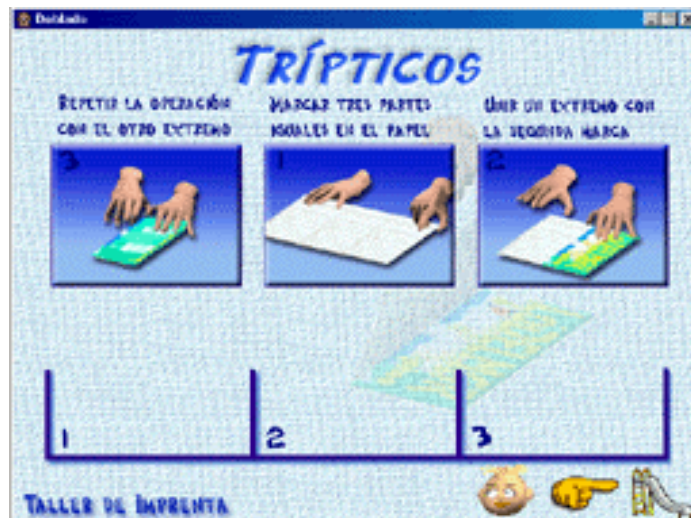 Doblado
TRÍPTICOS
REPETIR LA OPERACIÓN
CON EL OTRO EXTREMO
MARCAR TRES PARTES
IGUALES EN EL PAPEL
UNIR UN EXTREMO CON
LA SEGUNDA MARCA
3
1
2
1
2
3
TALLER DE IMPRENTA